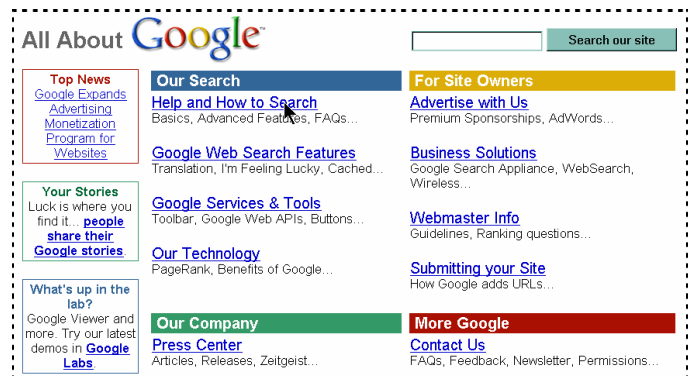 All About Google™
Search our site
Top News
Google Expands
Advertising
Monetization
Program for
Websites
Your Stories
Luck is where you
find it... people
share their
Google stories.
What's up in the
lab?
Google Viewer and
more. Try our latest
demos in Google
Labs.
Our Search
Help and How to Search
Basics, Advanced Features, FAQs...
Google Web Search Features
Translation, I'm Feeling Lucky, Cached...
Google Services & Tools
Toolbar, Google Web APIs, Buttons...
Our Technology
PageRank, Benefits of Google...
For Site Owners
Advertise with Us
Premium Sponsorships, AdWords...
Business Solutions
Google Search Appliance, WebSearch,
Wireless...
Webmaster Info
Guidelines, Ranking questions...
Submitting your Site
How Google adds URLs...
Our Company
Press Center
Articles, Releases, Zeitgeist...
More Google
Contact Us
FAQs, Feedback, Newsletter, Permissions...